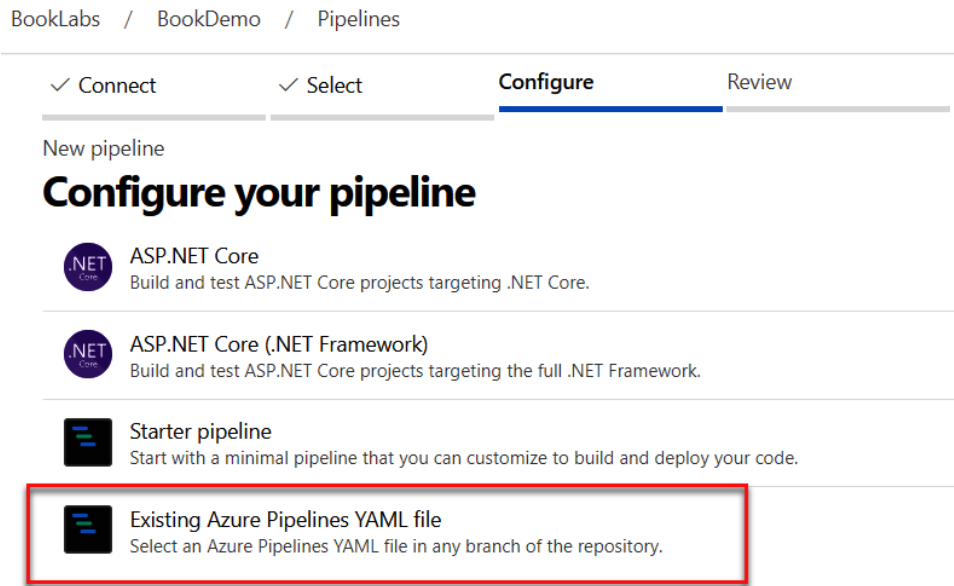 BookLabs / BookDemo / Pipelines
✓ Connect ✓ Select Configure Review
New pipeline
Configure your pipeline
.NET Core
ASP.NET Core
Build and test ASP.NET Core projects targeting .NET Core.
.NET Core
ASP.NET Core (.NET Framework)
Build and test ASP.NET Core projects targeting the full .NET Framework.
Starter pipeline
Start with a minimal pipeline that you can customize to build and deploy your code.
Existing Azure Pipelines YAML file
Select an Azure Pipelines YAML file in any branch of the repository.